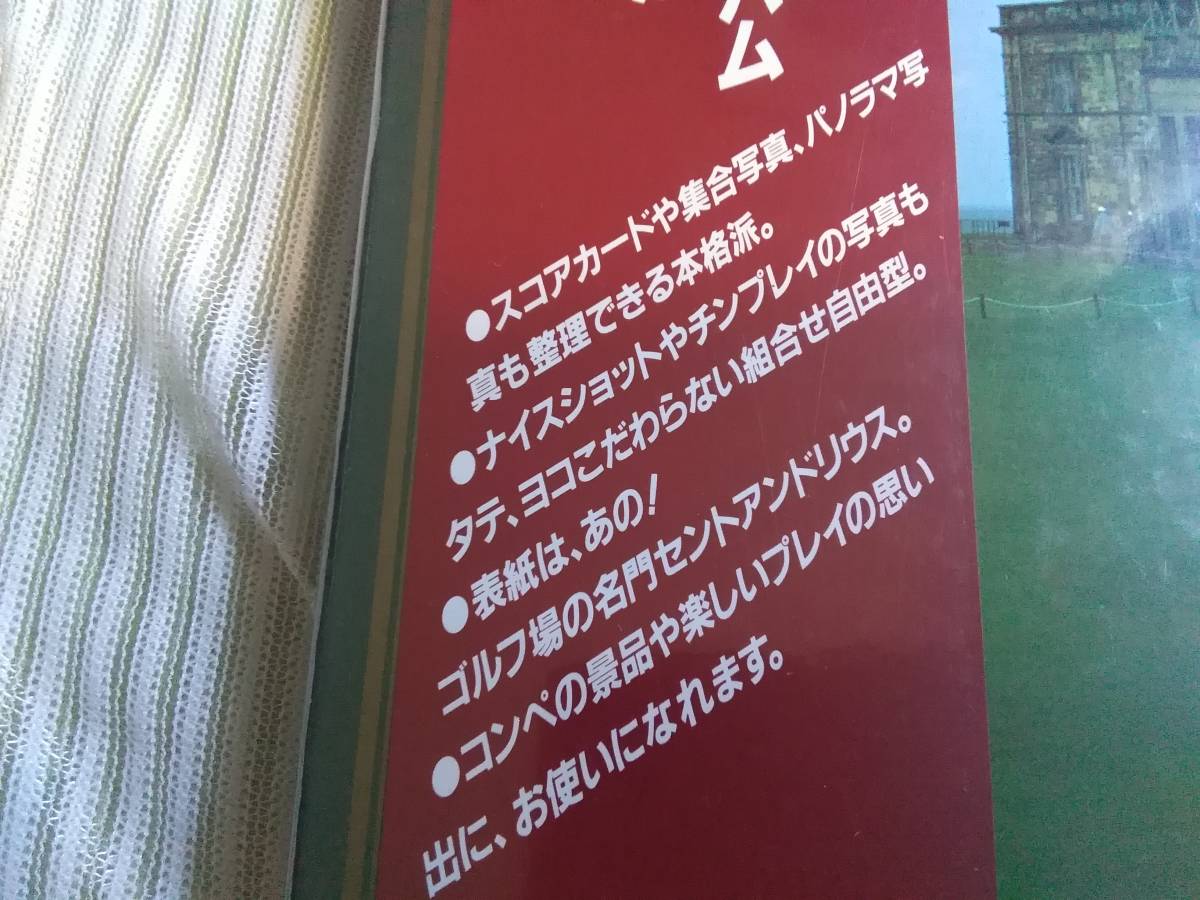 ム
●スコアカードや集合写真、パノラマ写
真も整理できる本格派。
●ナイスショットやチンプレイの写真も
タテ、ヨコこだわらない組合せ自由型。
●表紙は、あの!
ゴルフ場の名門セントアンドリウス。
●コンペの景品や楽しいプレイの思い
出に、お使いになれます。